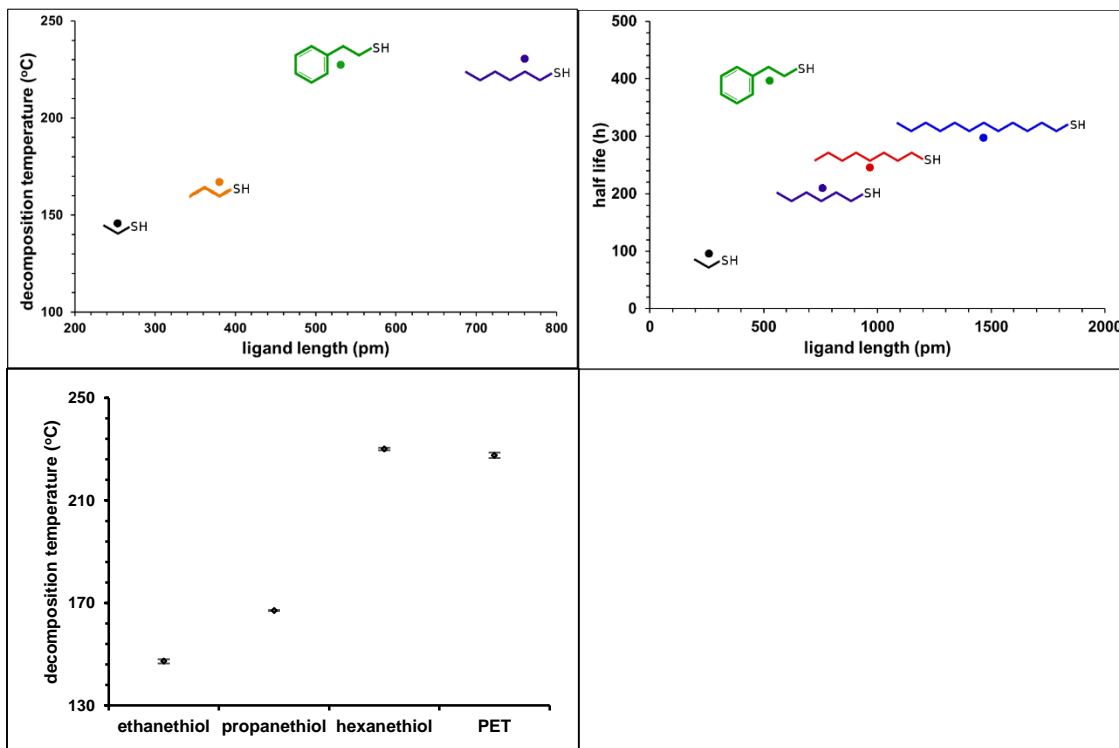 decomposition temperature (°C)
250
200
150
100
SH
SH
SH
SH
200 300 400 500 600 700 800
ligand length (pm)
half life (h)
500
400
300
200
100
0
SH
SH
SH
SH
SH
0 500 1000 1500 2000
ligand length (pm)
decomposition temperature (°C)
250
210
170
130
ethanethiol propanethiol hexanethiol PET